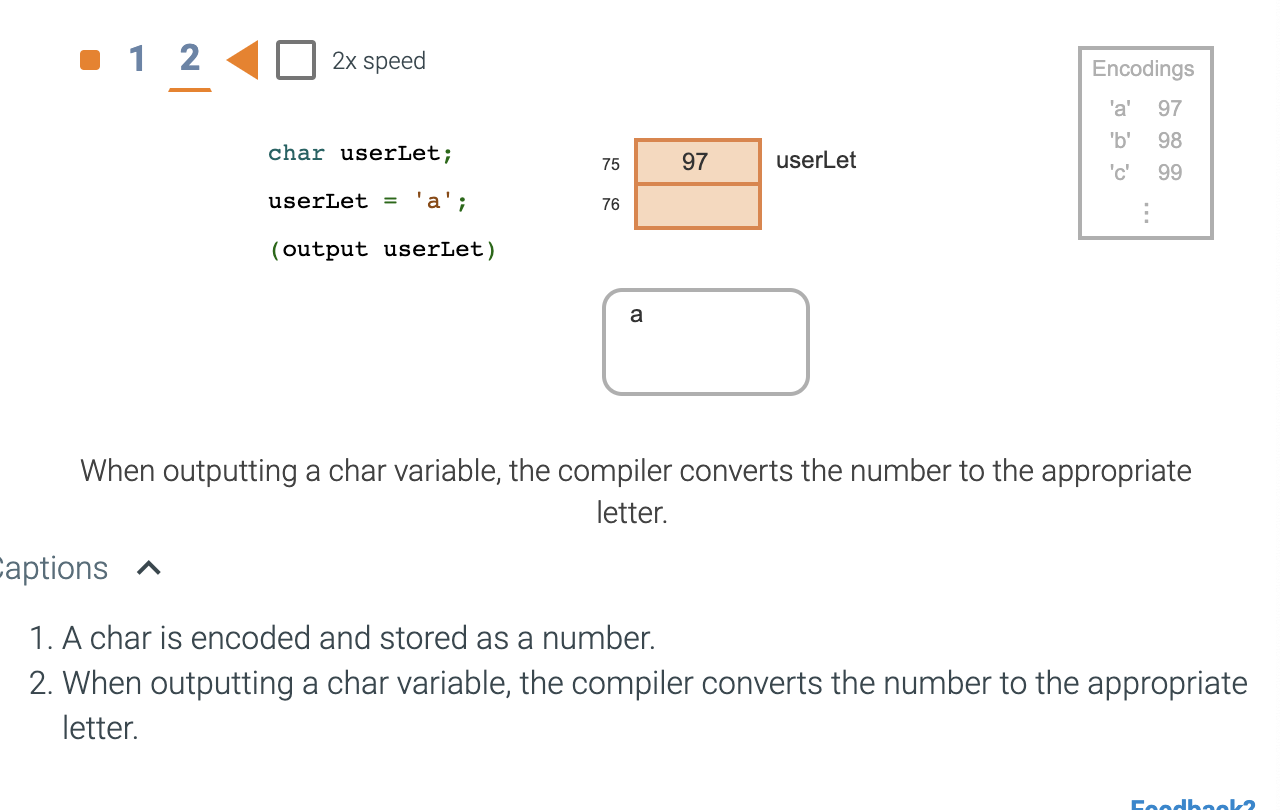 1 2 2x speed
Encodings
'a' 97
'b' 98
'c' 99
char userLet;
userLet = 'a';
(output userLet)
75 97 userLet
76
a
When outputting a char variable, the compiler converts the number to the appropriate
letter.
Captions
1. A char is encoded and stored as a number.
2. When outputting a char variable, the compiler converts the number to the appropriate
letter.
Feedback?